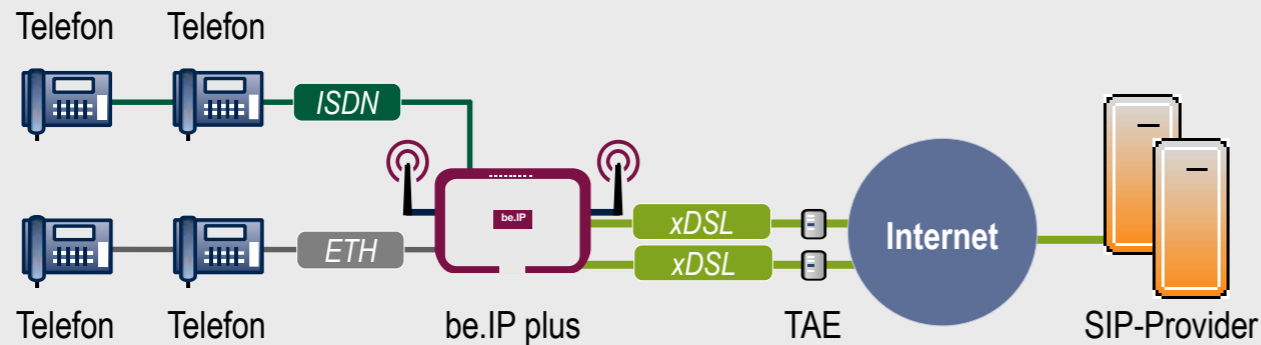 Telefon Telefon
ISDN
be.IP
xDSL
ETH
Internet
xDSL
Telefon Telefon be.IP plus TAE SIP-Provider